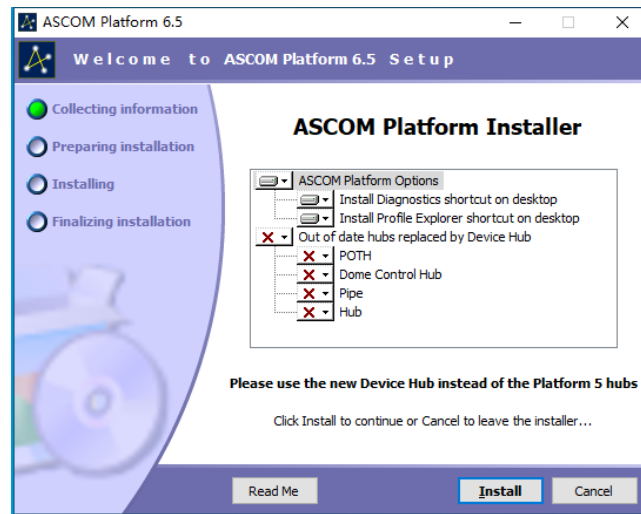 ASCOM Platform 6.5
Welcome to ASCOM Platform 6.5 Setup
Collecting information
Preparing installation
Installing
Finalizing installation
ASCOM Platform Installer
ASCOM Platform Options
Install Diagnostics shortcut on desktop
Install Profile Explorer shortcut on desktop
Out of date hubs replaced by Device Hub
POTH
Dome Control Hub
Pipe
Hub
Please use the new Device Hub instead of the Platform 5 hubs
Click Install to continue or Cancel to leave the installer...
Read Me
Install
Cancel